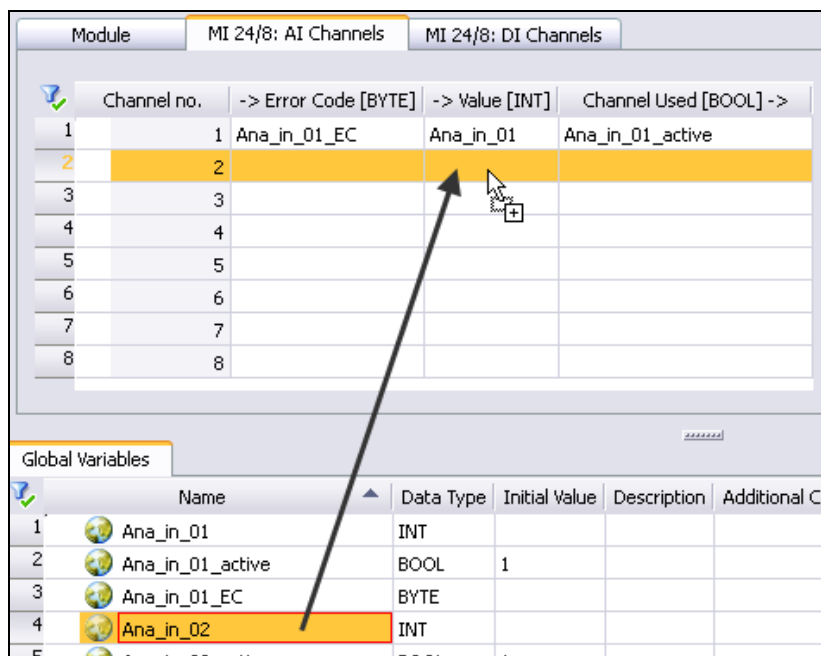 Module MI 24/8: AI Channels MI 24/8: DI Channels
Channel no. -> Error Code [BYTE] -> Value [INT] Channel Used [BOOL] ->
1 1 Ana_in_01_EC Ana_in_01 Ana_in_01_active
2 2
3 3
4 4
5 5
6 6
7 7
8 8
Global Variables
Name Data Type Initial Value Description Additional C
1 Ana_in_01 INT
2 Ana_in_01_active BOOL 1
3 Ana_in_01_EC BYTE
4 Ana_in_02 INT